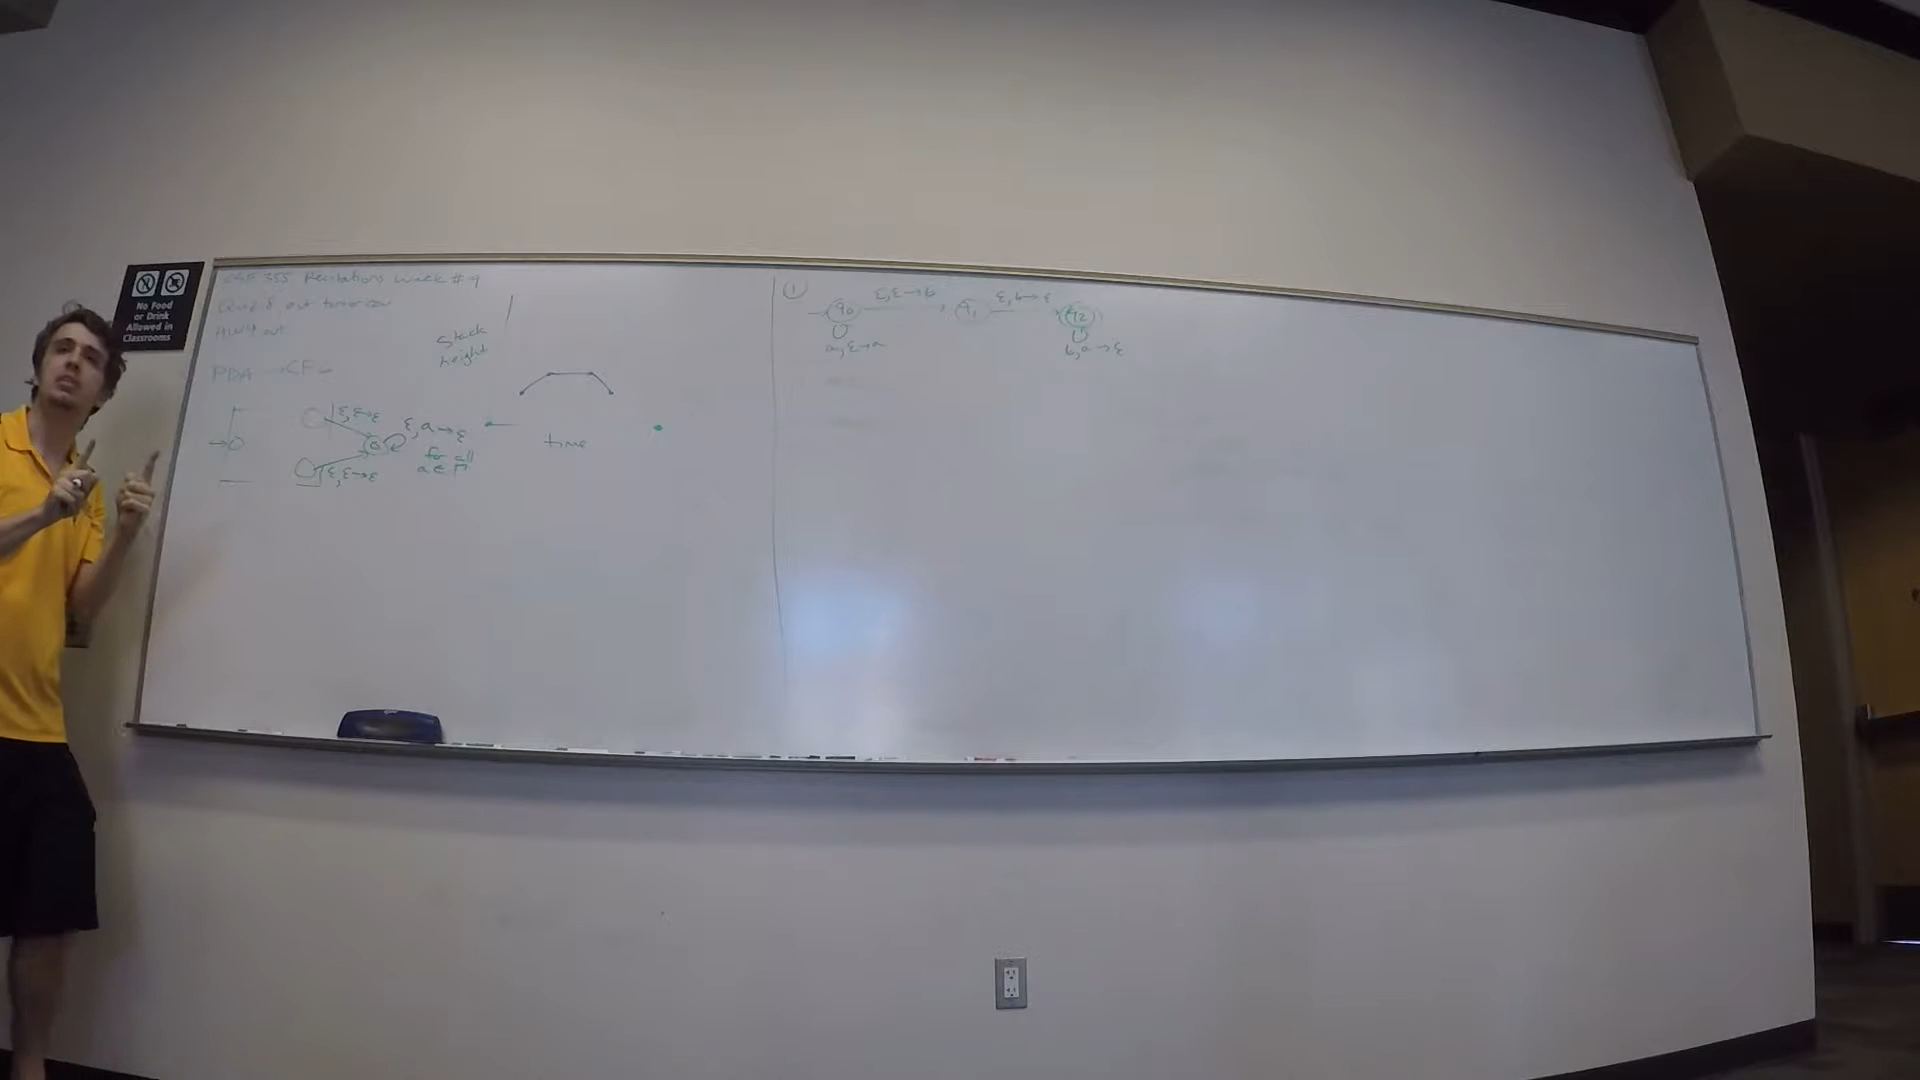 No Food
or Drink
Allowed in
Classrooms
CSE 355 Recitations Week #9
Quiz 8 out tomorrow
HW4 out
PDA → CFG
Stack
height
time
ε,ε→ε
ε,a→ε
for all
a∈Γ
ε,ε→ε
1
q0
ε,ε→b
q1
ε,b→ε
q2
a,ε→a
b,a→ε